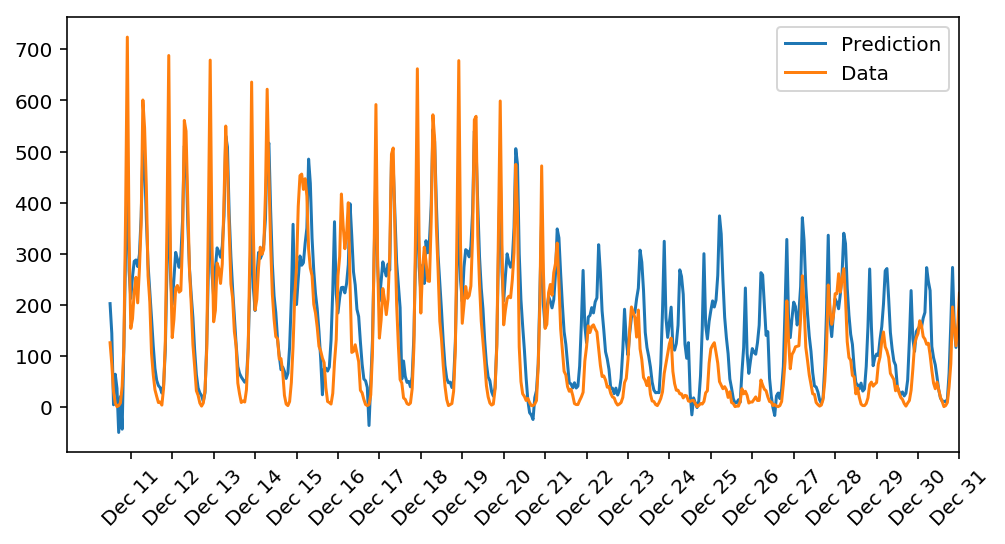 700
600
500
400
300
200
100
0
Prediction
Data
Dec 11
Dec 12
Dec 13
Dec 14
Dec 15
Dec 16
Dec 17
Dec 18
Dec 19
Dec 20
Dec 21
Dec 22
Dec 23
Dec 24
Dec 25
Dec 26
Dec 27
Dec 28
Dec 29
Dec 30
Dec 31